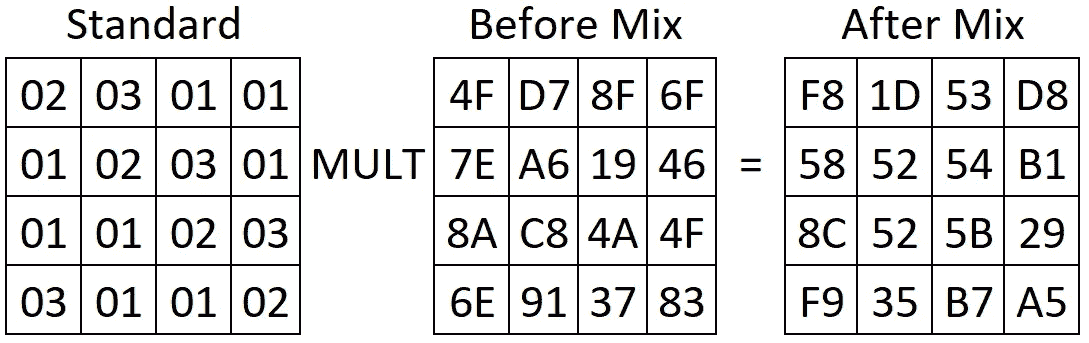 Standard Before Mix After Mix
02 03 01 01 4F D7 8F 6F F8 1D 53 D8
01 02 03 01 MULT 7E A6 19 46 = 58 52 54 B1
01 01 02 03 8A C8 4A 4F 8C 52 5B 29
03 01 01 02 6E 91 37 83 F9 35 B7 A5